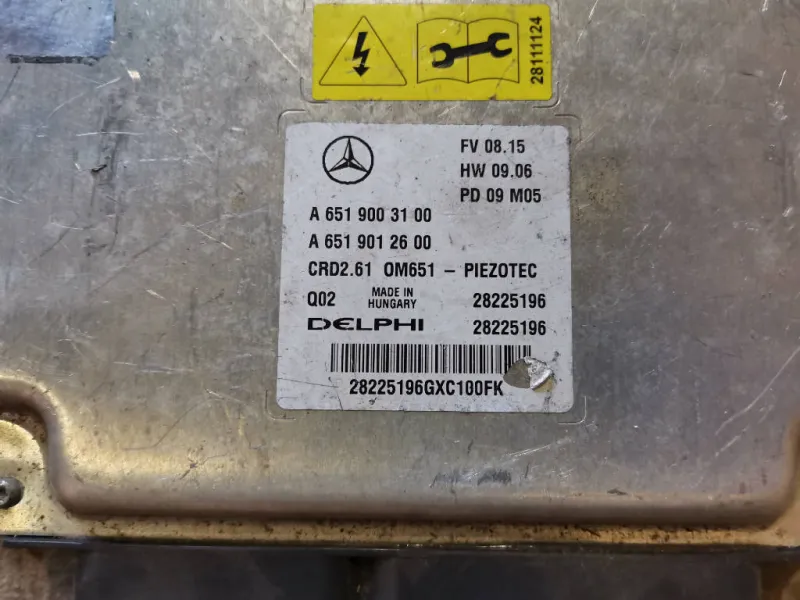 28111124
FV 08.15
HW 09.06
PD 09 M05
A 651 900 31 00
A 651 901 26 00
CRD2.61 OM651 - PIEZOTEC
Q02 MADE IN HUNGARY 28225196
DELPHI 28225196
28225196GXC100FK